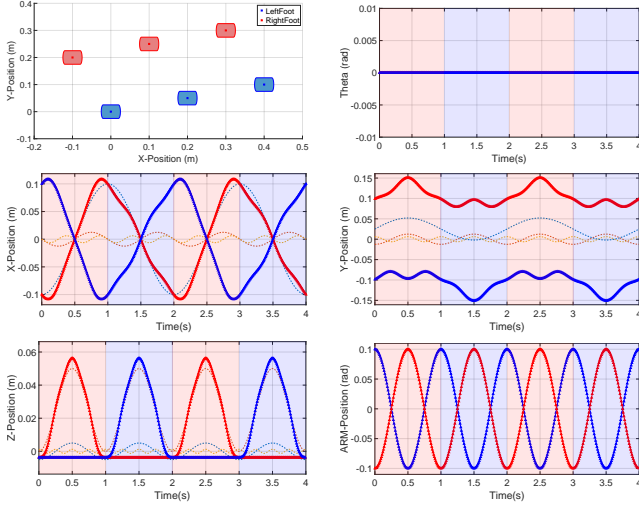 LeftFoot
RightFoot
Y-Position (m)
0.4
0.3
0.2
0.1
0
-0.1
-0.2 -0.1 0 0.1 0.2 0.3 0.4 0.5
X-Position (m)
Theta (rad)
0.01
0.005
0
-0.005
-0.01
0 0.5 1 1.5 2 2.5 3 3.5 4
Time(s)
X-Position (m)
0.1
0.05
0
-0.05
-0.1
0 0.5 1 1.5 2 2.5 3 3.5 4
Time(s)
Y-Position (m)
0.15
0.1
0.05
0
-0.05
-0.1
-0.15
0 0.5 1 1.5 2 2.5 3 3.5 4
Time(s)
Z-Position (m)
0.06
0.04
0.02
0
0 0.5 1 1.5 2 2.5 3 3.5 4
Time(s)
ARM-Position (rad)
0.1
0.05
0
-0.05
-0.1
0 0.5 1 1.5 2 2.5 3 3.5 4
Time(s)